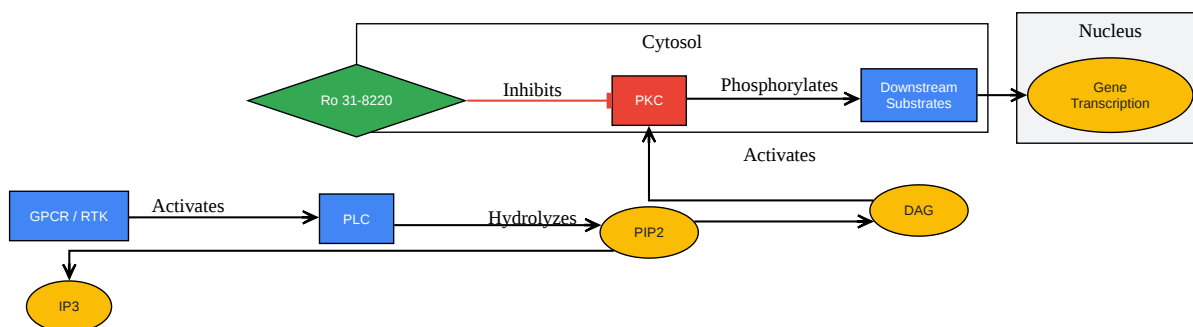 Nucleus
Cytosol
Ro 31-8220
Inhibits
PKC
Phosphorylates
Downstream
Substrates
Gene
Transcription
Activates
GPCR / RTK
Activates
PLC
Hydrolyzes
PIP2
DAG
IP3